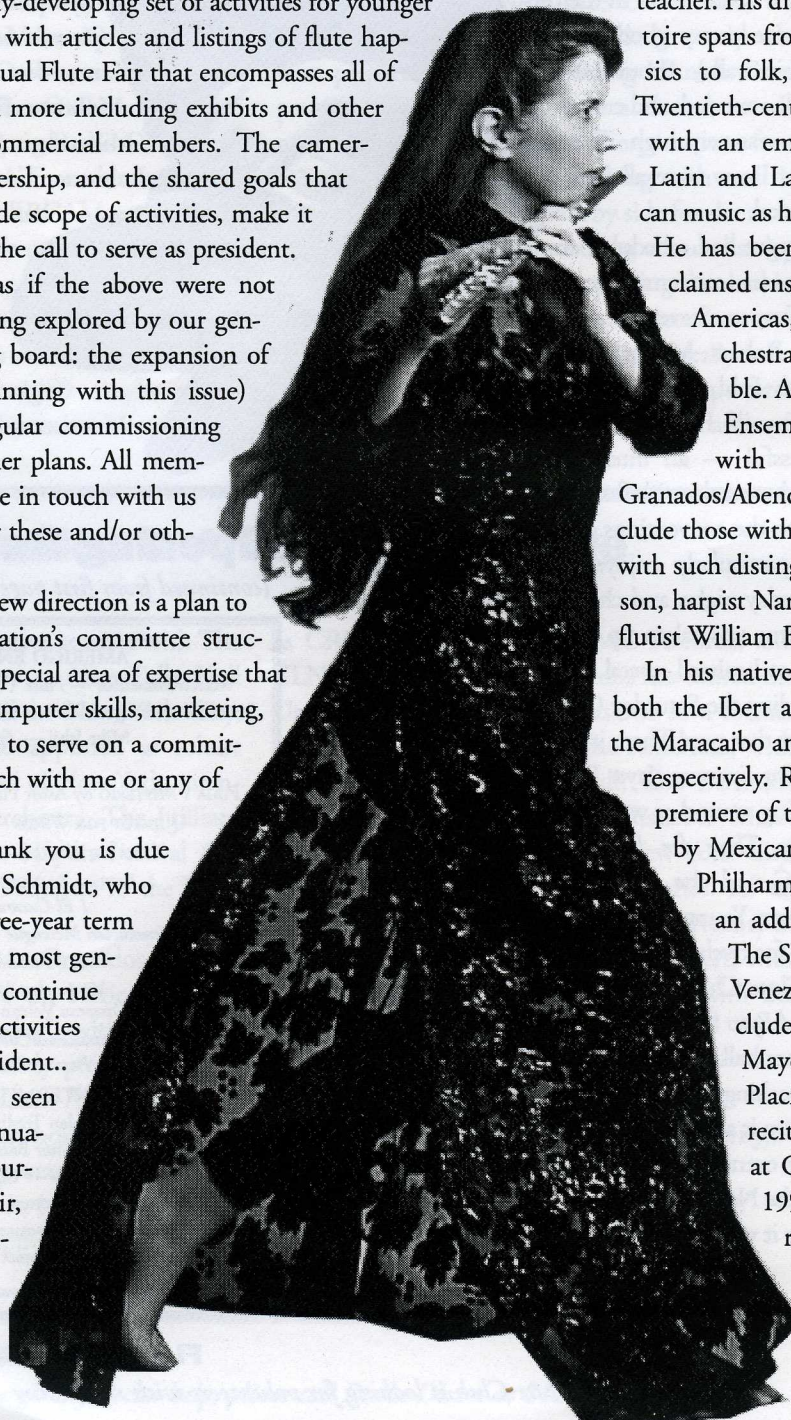 y-developing set of activities for younger
with articles and listings of flute hap-
ual Flute Fair that encompasses all of
more including exhibits and other
mmercial members. The camer-
ership, and the shared goals that
de scope of activities, make it
he call to serve as president.
as if the above were not
ng explored by our gen-
g board: the expansion of
nning with this issue)
gular commissioning
er plans. All mem-
e in touch with us
r these and/or oth-
ew direction is a plan to
ation's committee struc-
pecial area of expertise that
mputer skills, marketing,
to serve on a commit-
ch with me or any of
ank you is due
Schmidt, who
ree-year term
most gen-
continue
ctivities
ident..
seen
nua-
ur-
ir,
-
teacher. His di
toire spans fro
sics to folk,
Twentieth-cent
with an em
Latin and La
can music as h
He has been
claimed ens
Americas,
chestra
ble. A
Ensem
with
Granados/Abend
clude those with
with such disting
son, harpist Nan
flutist William B
In his native
both the Ibert a
the Maracaibo an
respectively. R
premiere of t
by Mexican
Philharm
an add
The S
Venez
clude
Maye
Placi
recit
at C
199